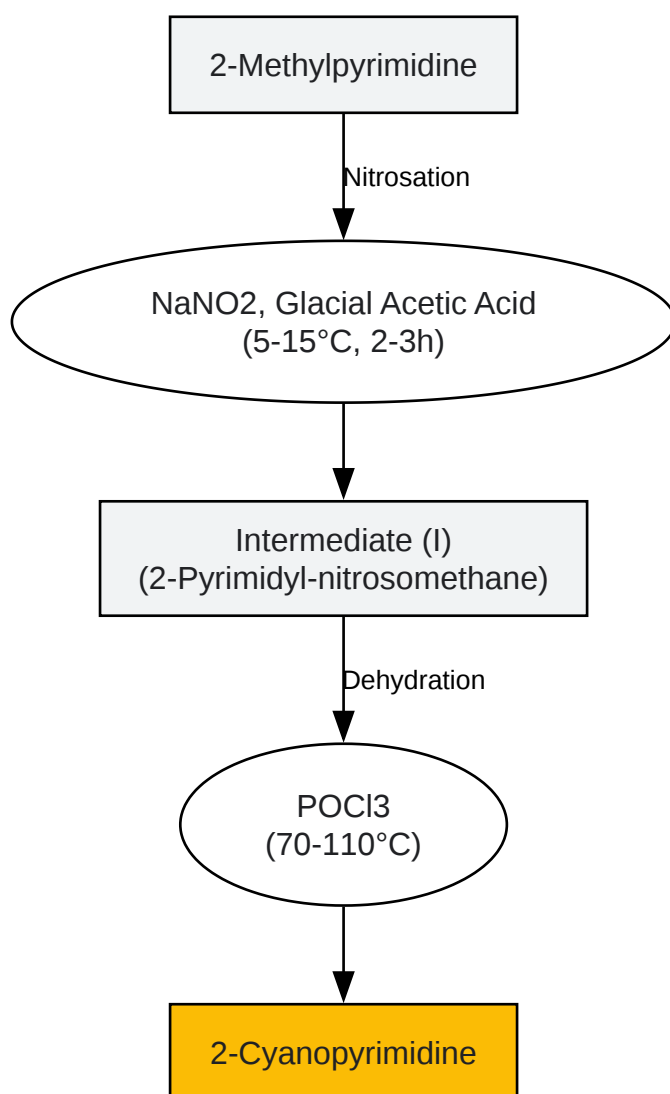 2-Methylpyrimidine
Nitrosation
NaNO2, Glacial Acetic Acid
(5-15°C, 2-3h)
Intermediate (I)
(2-Pyrimidyl-nitrosomethane)
Dehydration
POCl3
(70-110°C)
2-Cyanopyrimidine